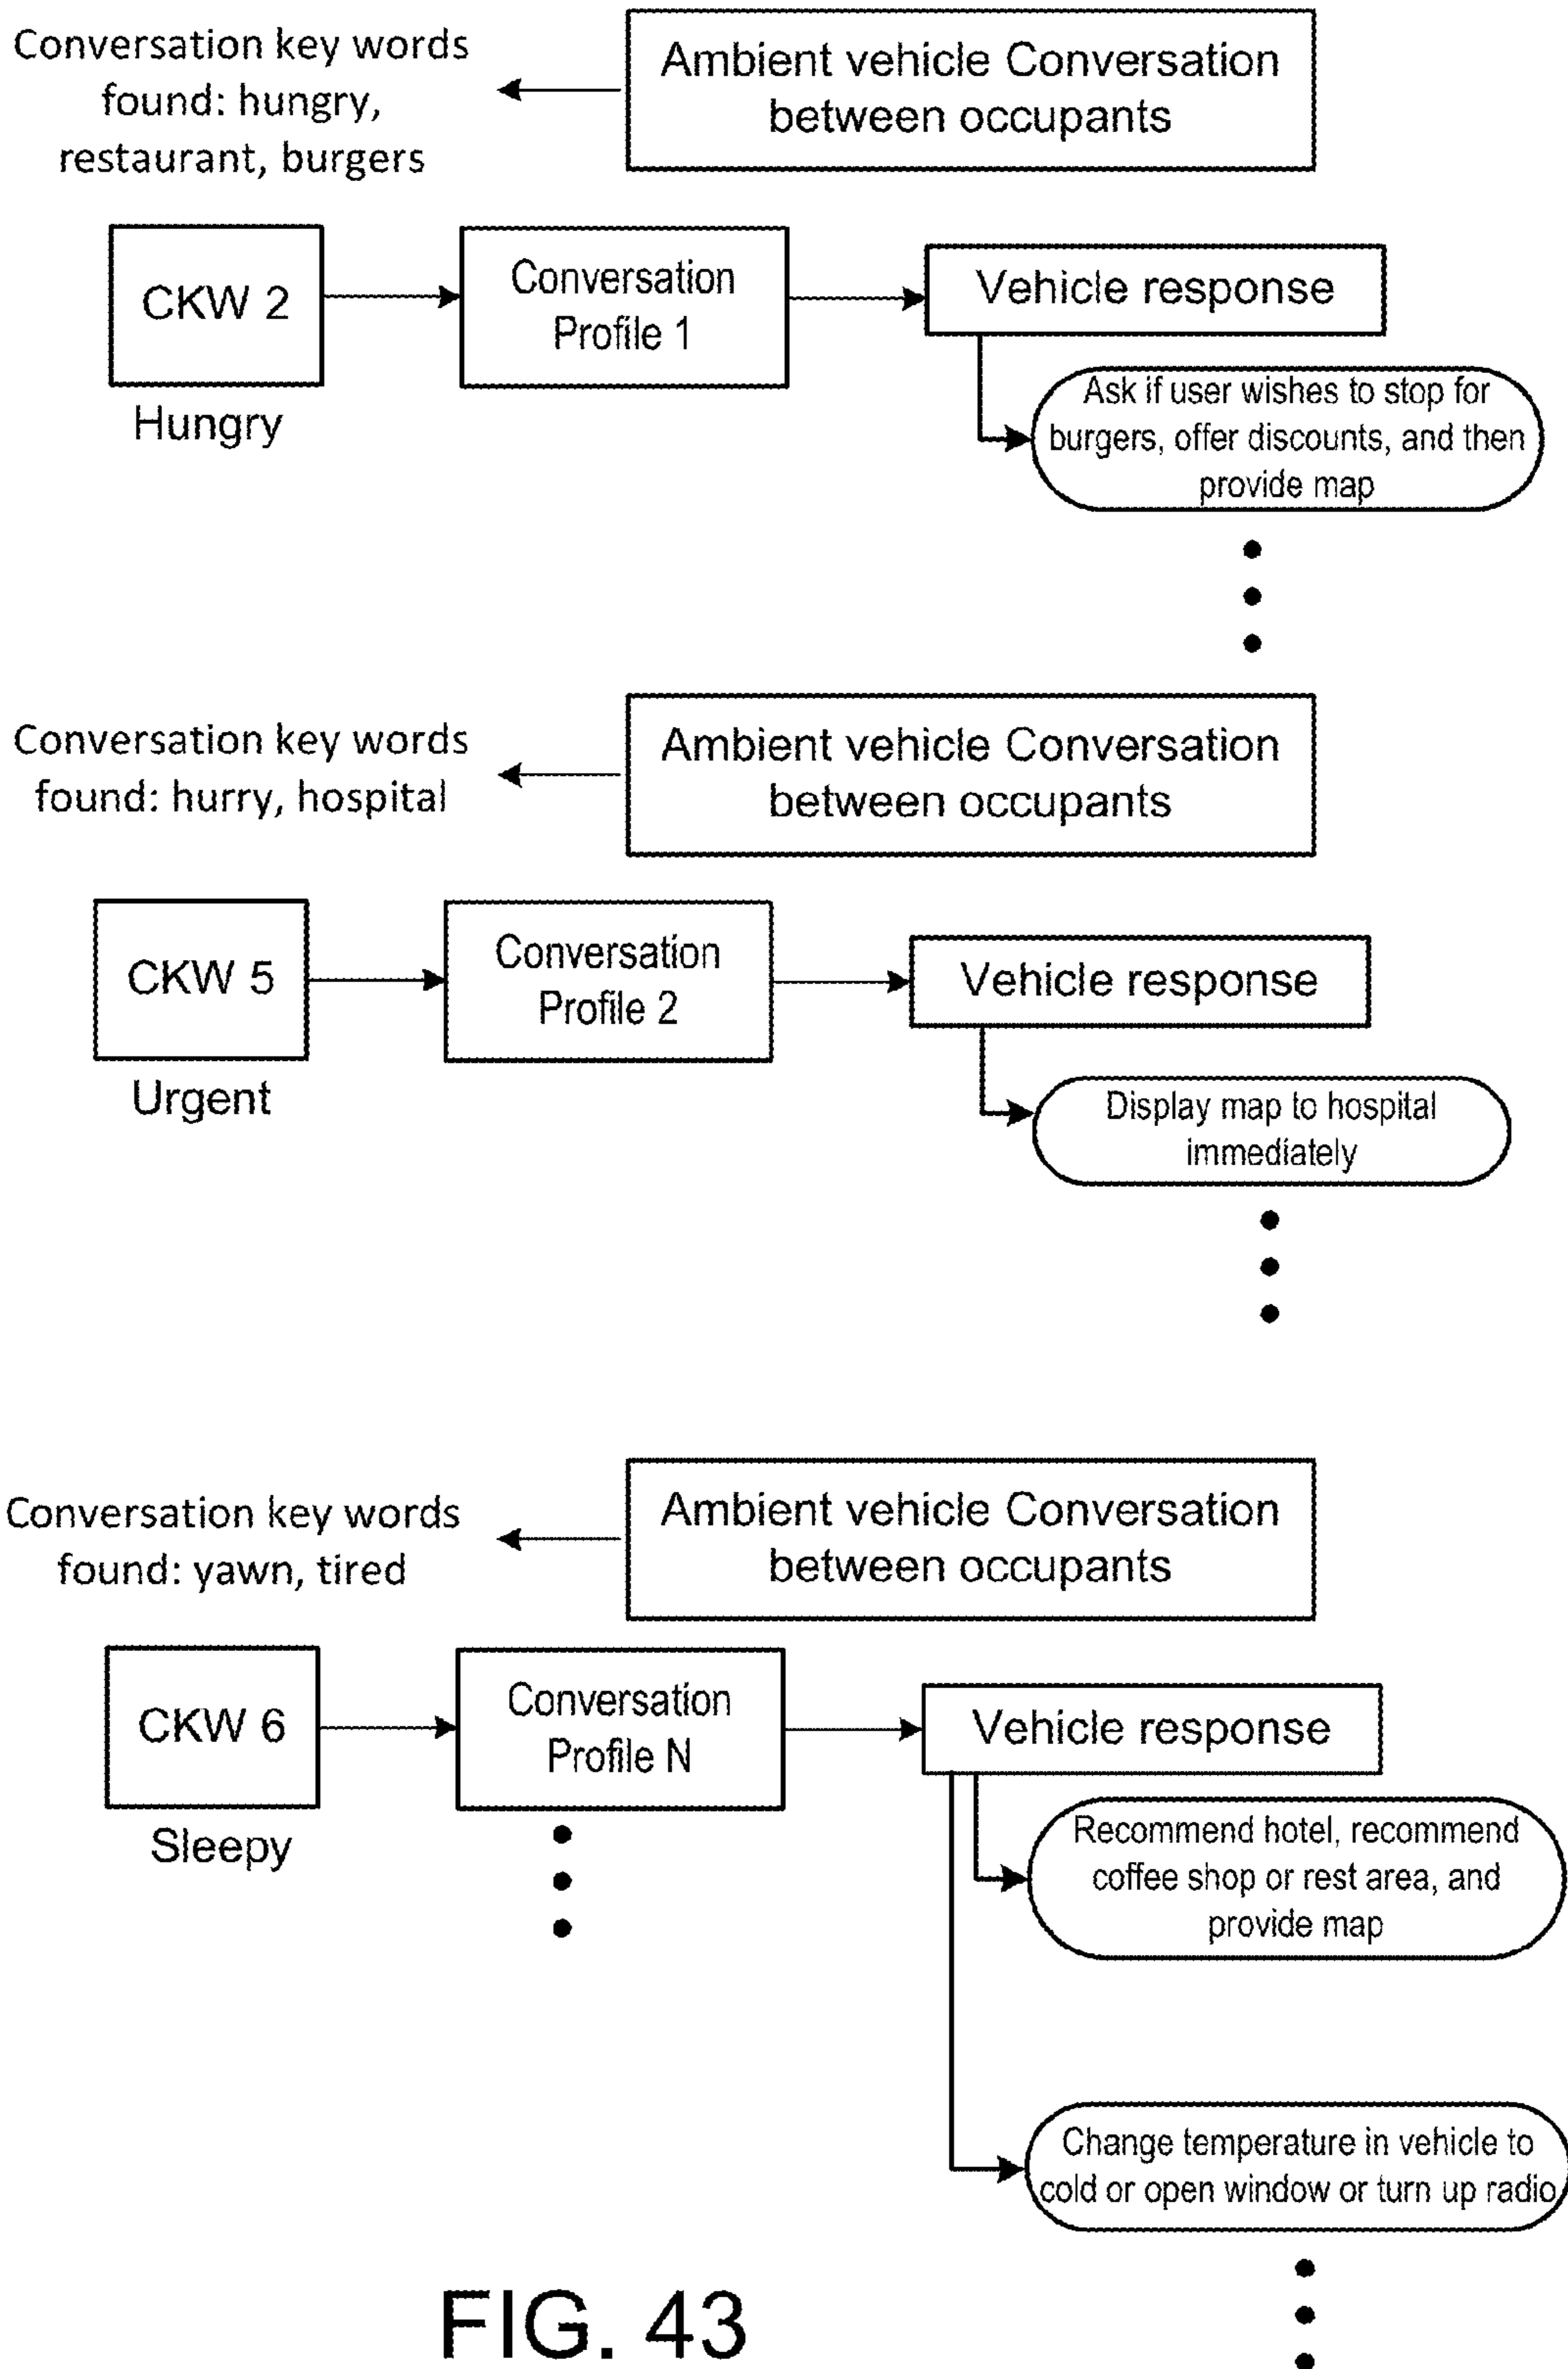 Conversation key words
found: hungry,
restaurant, burgers
Ambient vehicle Conversation
between occupants
CKW 2
Hungry
Conversation
Profile 1
Vehicle response
Ask if user wishes to stop for
burgers, offer discounts, and then
provide map
Conversation key words
found: hurry, hospital
Ambient vehicle Conversation
between occupants
CKW 5
Urgent
Conversation
Profile 2
Vehicle response
Display map to hospital
immediately
Conversation key words
found: yawn, tired
Ambient vehicle Conversation
between occupants
CKW 6
Sleepy
Conversation
Profile N
Vehicle response
Recommend hotel, recommend
coffee shop or rest area, and
provide map
Change temperature in vehicle to
cold or open window or turn up radio
FIG. 43